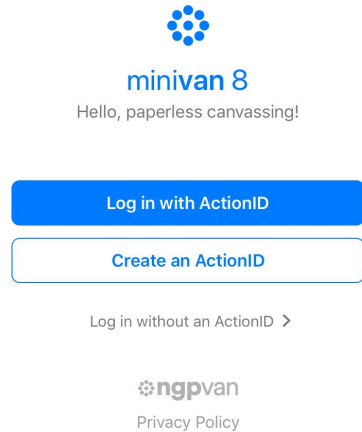 minivan 8
Hello, paperless canvassing!
Log in with ActionID
Create an ActionID
Log in without an ActionID
ngpvan
Privacy Policy